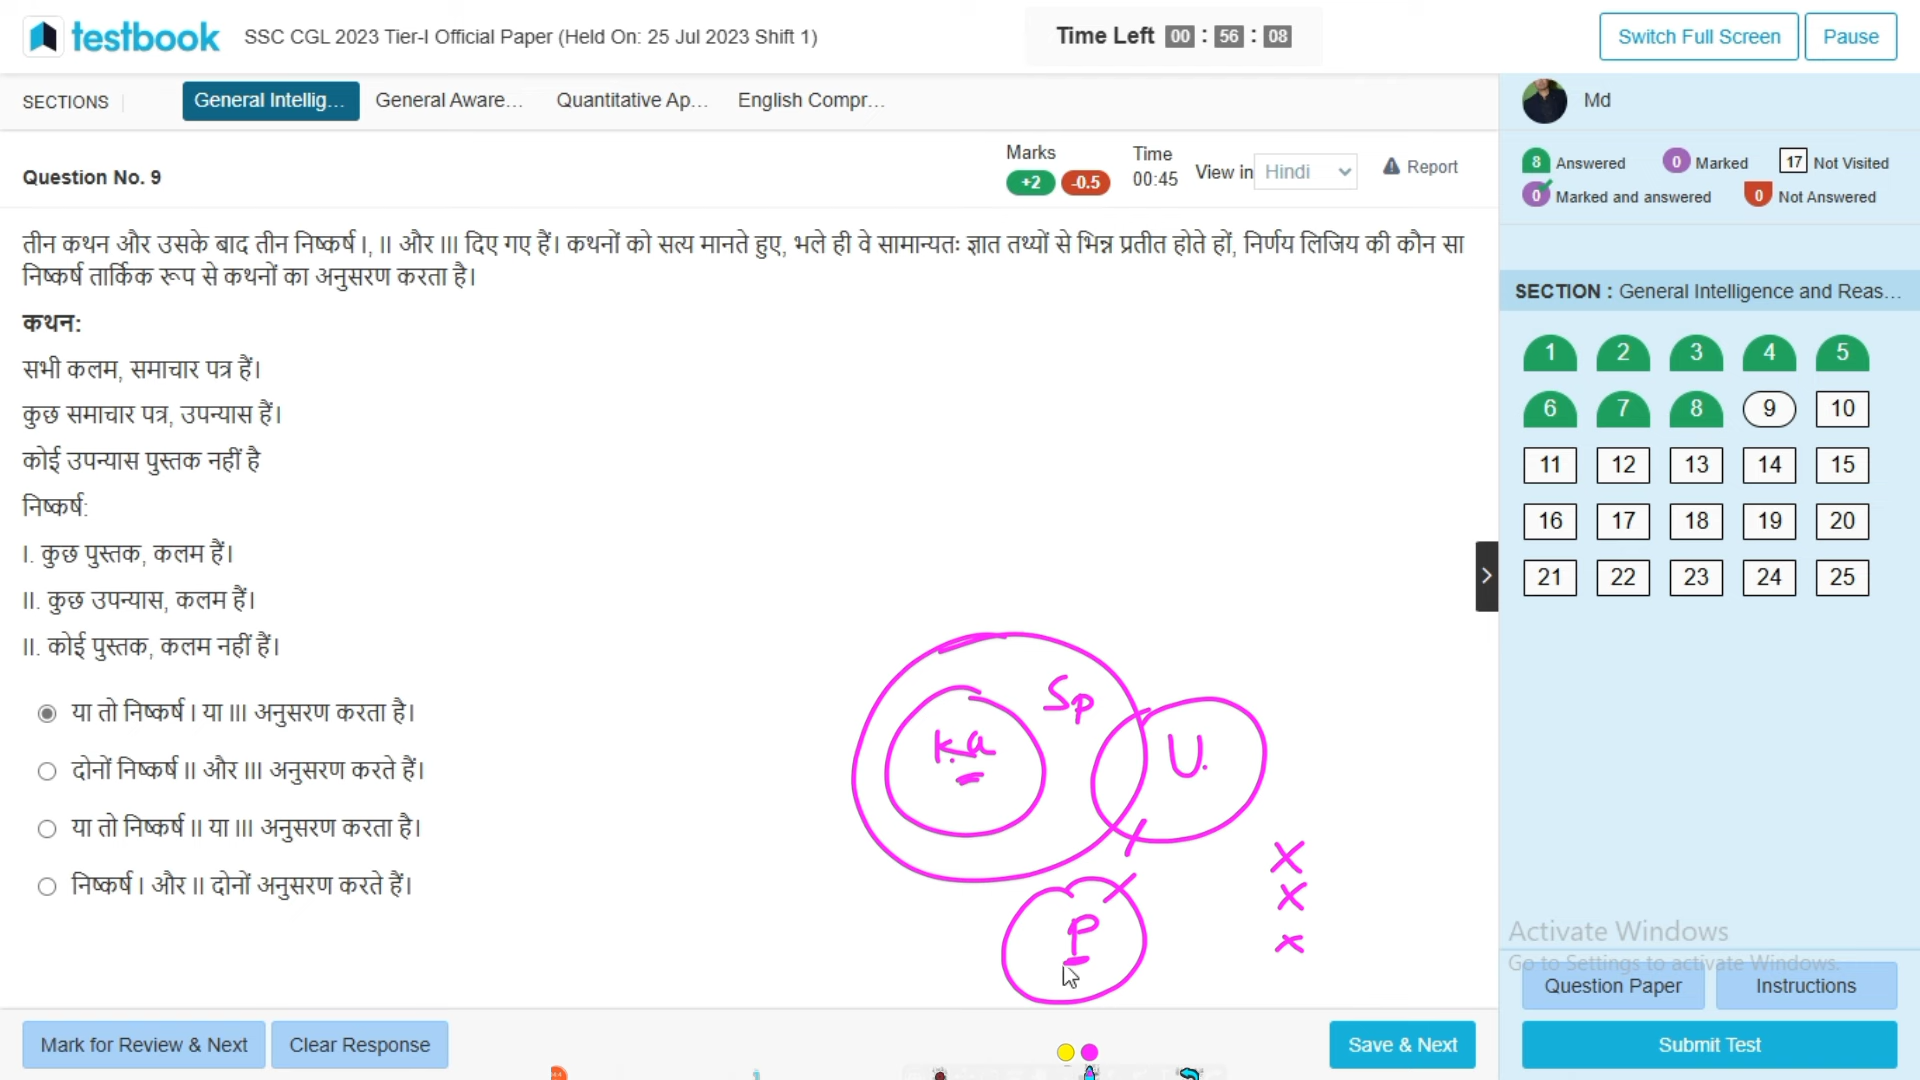 testbook SSC CGL 2023 Tier-I Official Paper (Held On: 25 Jul 2023 Shift 1) Time Left 00 : 56 : 08 Switch Full Screen Pause
SECTIONS General Intellig... General Aware... Quantitative Ap... English Compr...
Md
Question No. 9 Marks +2 -0.5 Time 00:45 View in Hindi Report
8 Answered 0 Marked 17 Not Visited
0 Marked and answered 0 Not Answered
तीन कथन और उसके बाद तीन निष्कर्ष I, II और III दिए गए हैं। कथनों को सत्य मानते हुए, भले ही वे सामान्यतः ज्ञात तथ्यों से भिन्न प्रतीत होते हों, निर्णय लिजिय की कौन सा
निष्कर्ष तार्किक रूप से कथनों का अनुसरण करता है।
कथन:
सभी कलम, समाचार पत्र हैं।
कुछ समाचार पत्र, उपन्यास हैं।
कोई उपन्यास पुस्तक नहीं है
निष्कर्ष:
I. कुछ पुस्तक, कलम हैं।
II. कुछ उपन्यास, कलम हैं।
II. कोई पुस्तक, कलम नहीं हैं।
या तो निष्कर्ष I या III अनुसरण करता है।
दोनों निष्कर्ष II और III अनुसरण करते हैं।
या तो निष्कर्ष II या III अनुसरण करता है।
निष्कर्ष I और II दोनों अनुसरण करते हैं।
Sp
k.a
U.
P
X
X
x
SECTION : General Intelligence and Reas...
1 2 3 4 5
6 7 8 9 10
11 12 13 14 15
16 17 18 19 20
21 22 23 24 25
Activate Windows
Go to Settings to activate Windows.
Question Paper Instructions
Mark for Review & Next Clear Response Save & Next Submit Test